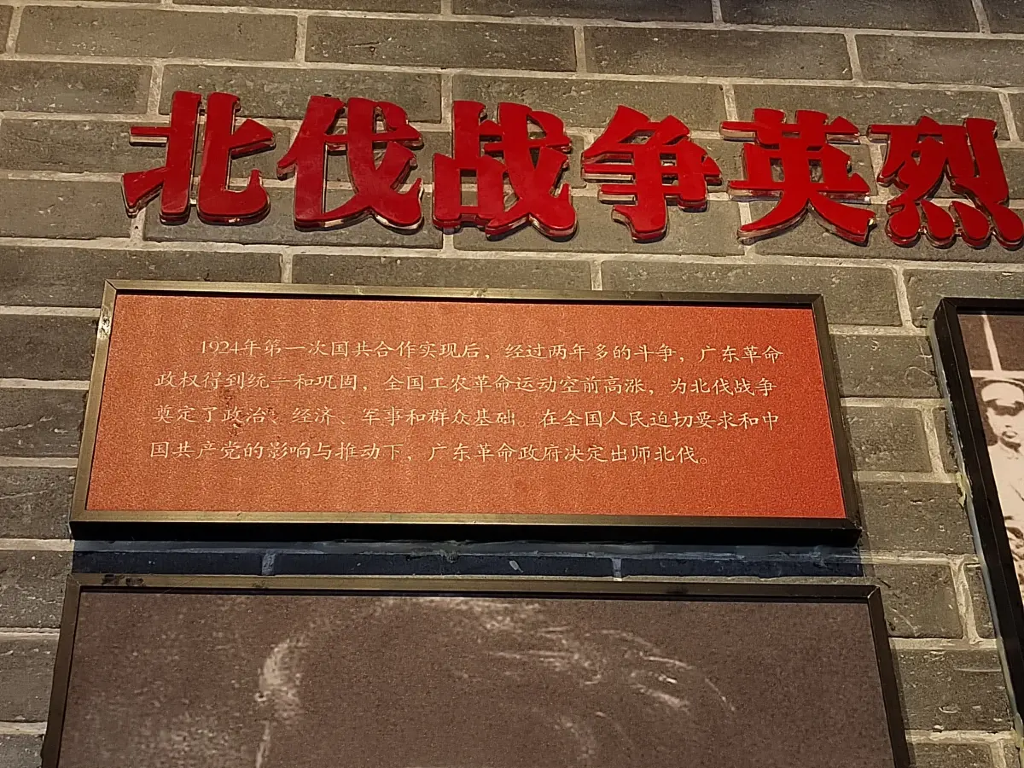 北伐战争英烈
1924年第一次国共合作实现后，经过两年多的斗争，广东革命
政权得到统一和巩固，全国工农革命运动空前高涨，为北伐战争
奠定了政治、经济、军事和群众基础。在全国人民迫切要求和中
国共产党的影响与推动下，广东革命政府决定出师北伐。